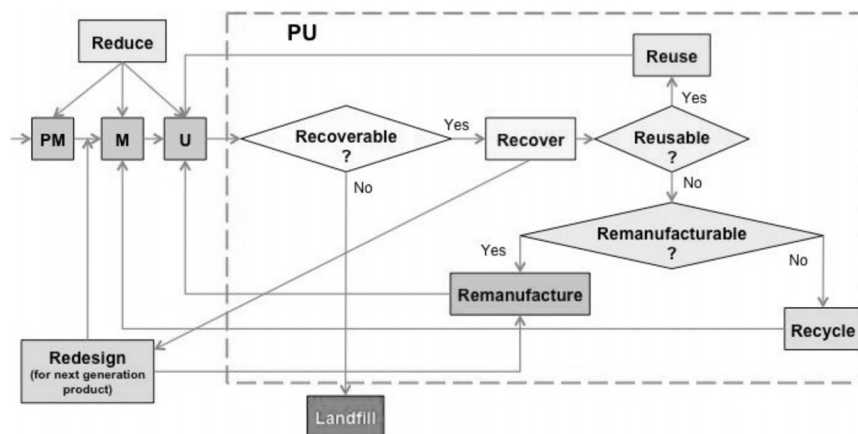 PU
Reduce
Reuse
Yes
PM
M
U
Recoverable
?
Yes
Recover
Reusable
?
No
No
Remanufacturable
?
Yes
No
Remanufacture
Recycle
Redesign
(for next generation
product)
Landfill